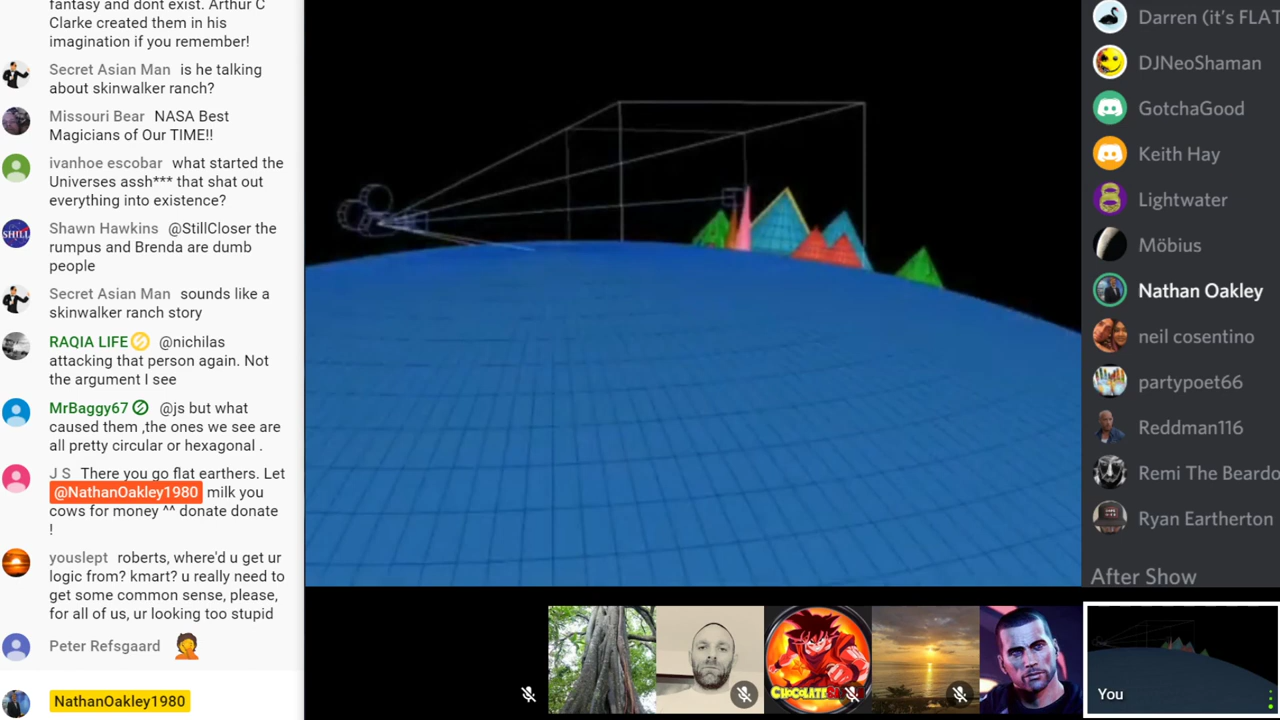 fantasy and dont exist. Arthur C
Clarke created them in his
imagination if you remember!
Secret Asian Man is he talking
about skinwalker ranch?
Missouri Bear NASA Best
Magicians of Our TIME!!
ivanhoe escobar what started the
Universes assh*** that shat out
everything into existence?
SHILL
Shawn Hawkins @StillCloser the
rumpus and Brenda are dumb
people
Secret Asian Man sounds like a
skinwalker ranch story
RAQIA LIFE @nichilas
attacking that person again. Not
the argument I see
MrBaggy67 @js but what
caused them ,the ones we see are
all pretty circular or hexagonal .
J S There you go flat earthers. Let
@NathanOakley1980 milk you
cows for money ^^ donate donate
!
youslept roberts, where'd u get ur
logic from? kmart? u really need to
get some common sense, please,
for all of us, ur looking too stupid
Peter Refsgaard
NathanOakley1980
Darren (it's FLAT
DJNeoShaman
GotchaGood
Keith Hay
Lightwater
Möbius
Nathan Oakley
neil cosentino
partypoet66
Reddman116
Remi The Beardo
Ryan Eartherton
After Show
You